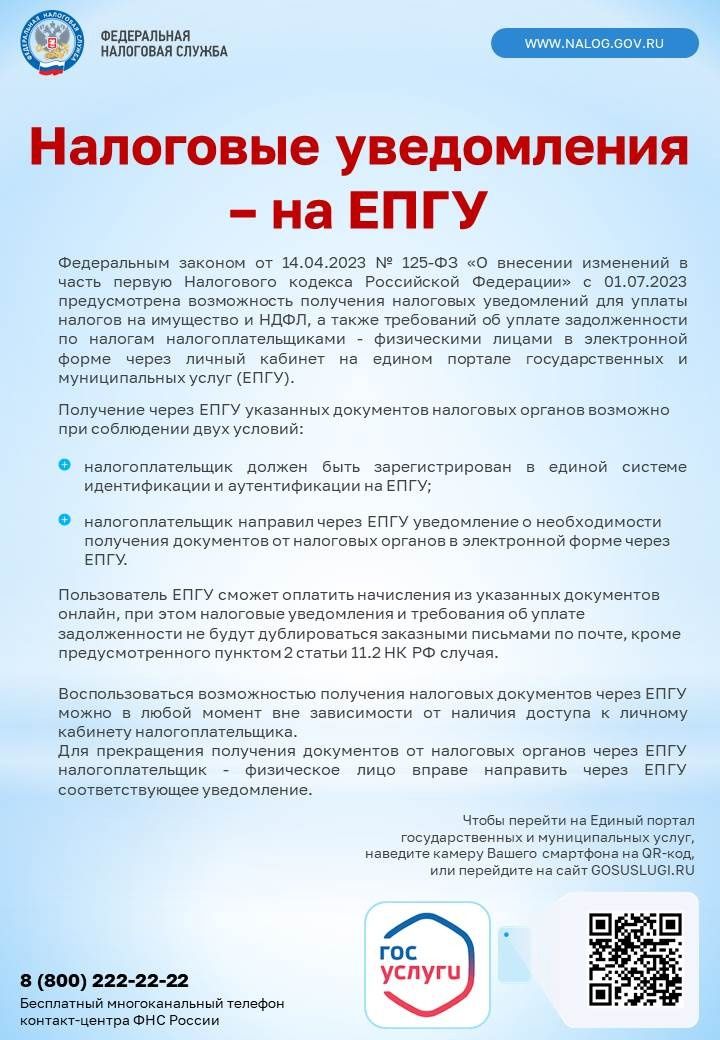 ФЕДЕРАЛЬНАЯ
НАЛОГОВАЯ СЛУЖБА
WWW.NALOG.GOV.RU
Налоговые уведомления
– на ЕПГУ
Федеральным законом от 14.04.2023 № 125-ФЗ «О внесении изменений в
часть первую Налогового кодекса Российской Федерации» с 01.07.2023
предусмотрена возможность получения налоговых уведомлений для уплаты
налогов на имущество и НДФЛ, а также требований об уплате задолженности
по налогам налогоплательщиками - физическими лицами в электронной
форме через личный кабинет на едином портале государственных и
муниципальных услуг (ЕПГУ).
Получение через ЕПГУ указанных документов налоговых органов возможно
при соблюдении двух условий:
налогоплательщик должен быть зарегистрирован в единой системе
идентификации и аутентификации на ЕПГУ;
налогоплательщик направил через ЕПГУ уведомление о необходимости
получения документов от налоговых органов в электронной форме через
ЕПГУ.
Пользователь ЕПГУ сможет оплатить начисления из указанных документов
онлайн, при этом налоговые уведомления и требования об уплате
задолженности не будут дублироваться заказными письмами по почте, кроме
предусмотренного пунктом 2 статьи 11.2 НК РФ случая.
Воспользоваться возможностью получения налоговых документов через ЕПГУ
можно в любой момент вне зависимости от наличия доступа к личному
кабинету налогоплательщика.
Для прекращения получения документов от налоговых органов через ЕПГУ
налогоплательщик - физическое лицо вправе направить через ЕПГУ
соответствующее уведомление.
Чтобы перейти на Единый портал
государственных и муниципальных услуг,
наведите камеру Вашего смартфона на QR-код,
или перейдите на сайт GOSUSLUGI.RU
гос
услуги
8 (800) 222-22-22
Бесплатный многоканальный телефон
контакт-центра ФНС России